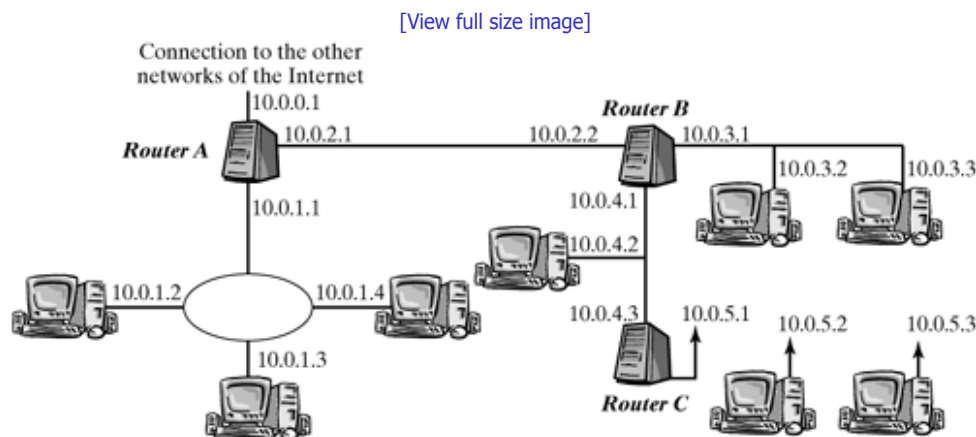 [View full size image]
Connection to the other
networks of the Internet
10.0.0.1
Router A
10.0.2.1
10.0.2.2
Router B
10.0.3.1
10.0.3.2
10.0.3.3
10.0.1.1
10.0.4.1
10.0.4.2
10.0.1.2
10.0.1.4
10.0.4.3
10.0.5.1
10.0.5.2
10.0.5.3
10.0.1.3
Router C